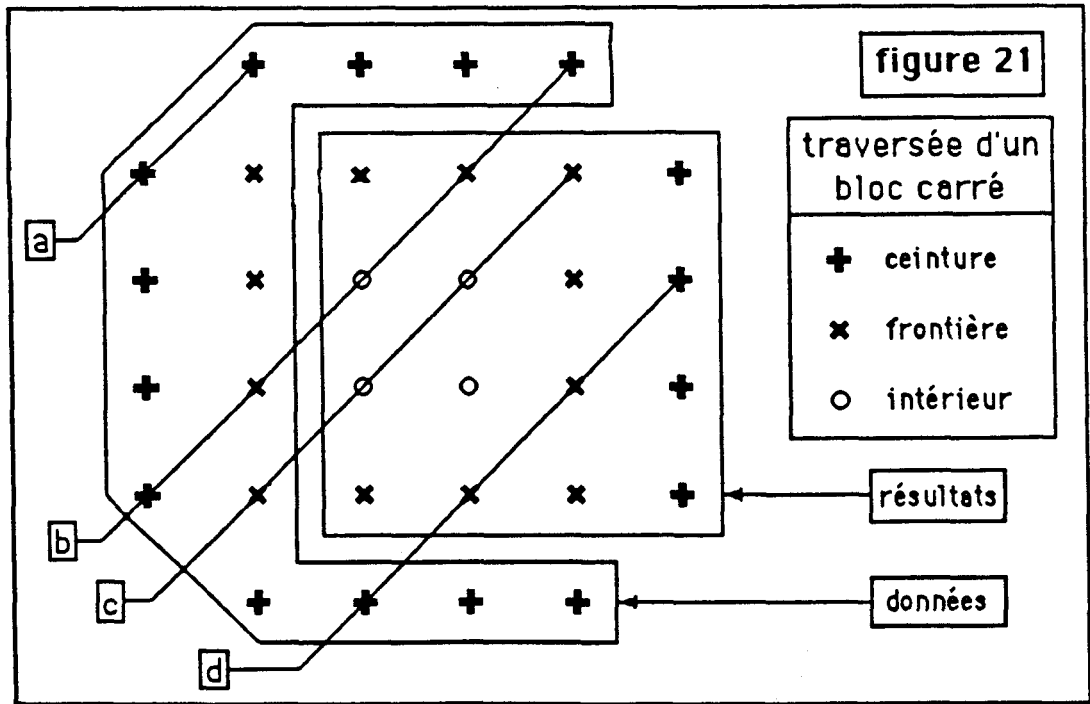 figure 21
traversée d'un
bloc carré
ceinture
frontière
intérieur
a
b
c
d
résultats
données